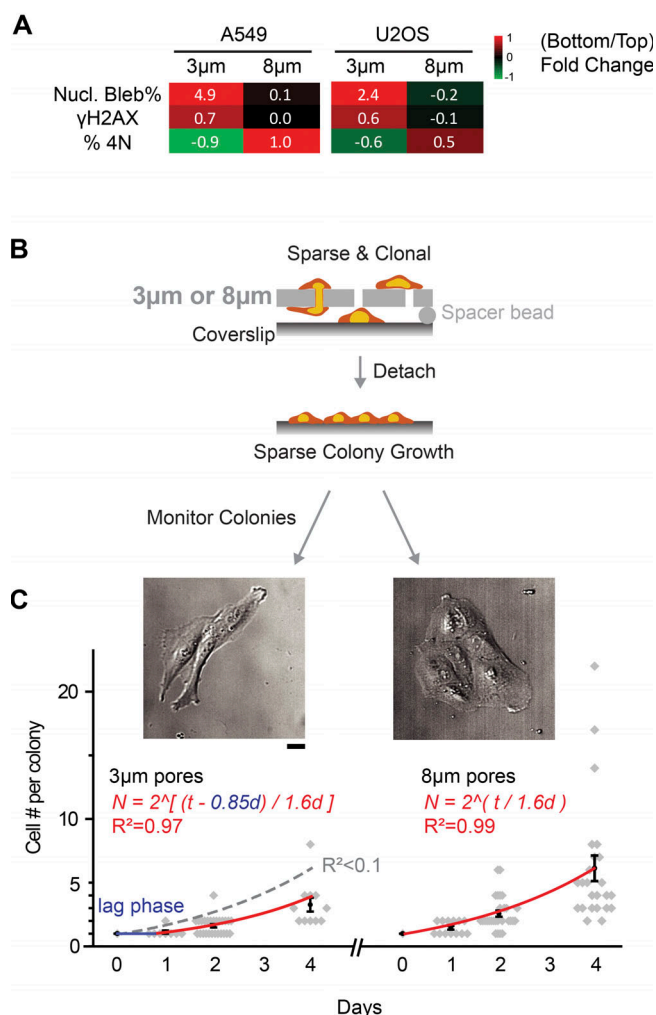 A
A549 U2OS
3µm 8µm 3µm 8µm
1
0
-1
(Bottom/Top)
Fold Change
Nucl. Bleb% 4.9 0.1 2.4 -0.2
γH2AX 0.7 0.0 0.6 -0.1
% 4N -0.9 1.0 -0.6 0.5
B
Sparse & Clonal
3µm or 8µm
Spacer bead
Coverslip
Detach
Sparse Colony Growth
Monitor Colonies
C
Cell # per colony
20
10
5
0
3µm pores
N = 2^[ (t - 0.85d) / 1.6d ]
R²=0.97
R²<0.1
lag phase
8µm pores
N = 2^( t / 1.6d )
R²=0.99
0 1 2 3 4 0 1 2 3 4
Days